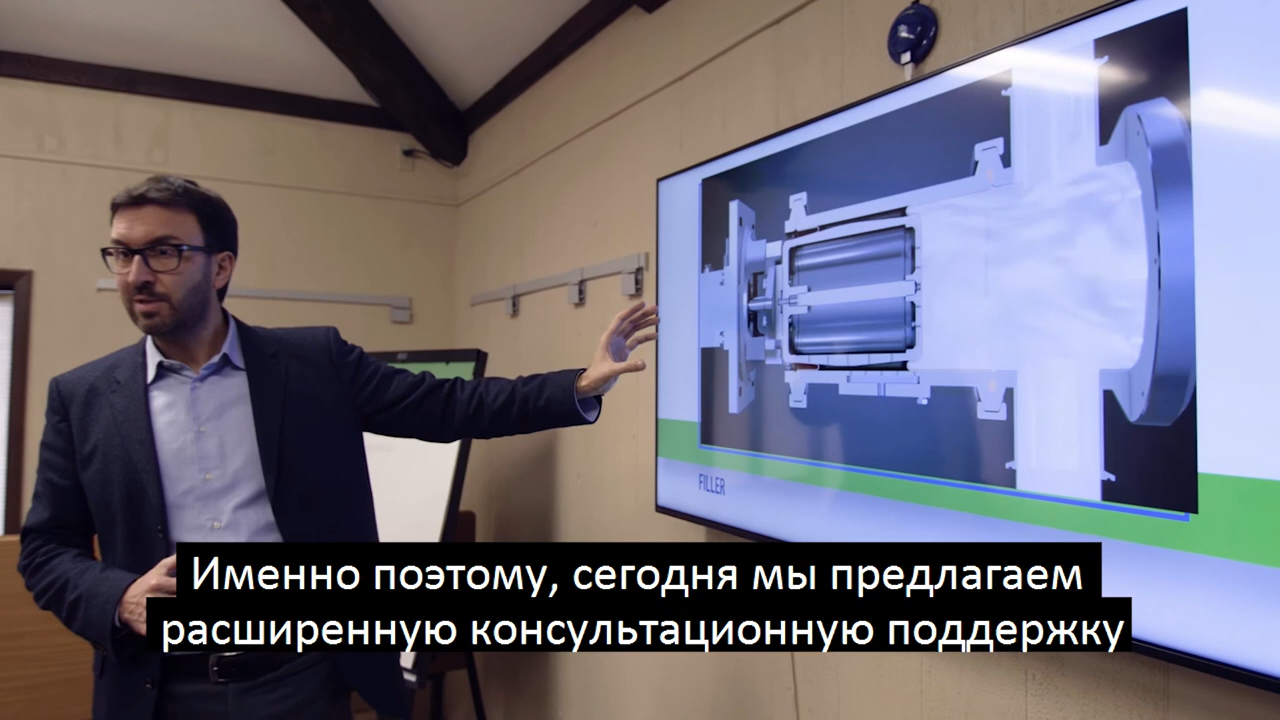 FILLER
Именно поэтому, сегодня мы предлагаем
расширенную консультационную поддержку